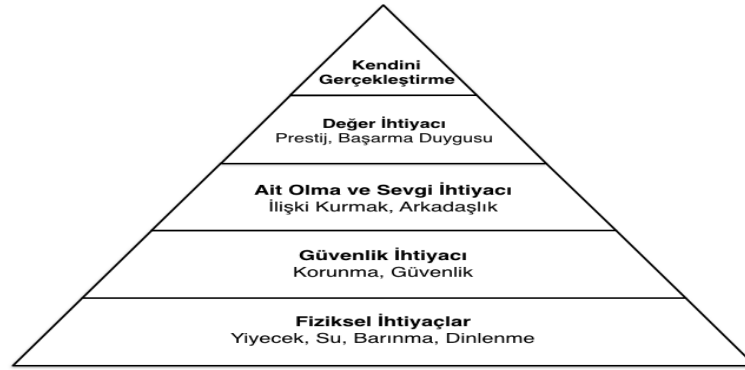 Kendini
Gerçekleştirme
Değer İhtiyacı
Prestij, Başarma Duygusu
Ait Olma ve Sevgi İhtiyacı
İlişki Kurmak, Arkadaşlık
Güvenlik İhtiyacı
Korunma, Güvenlik
Fiziksel İhtiyaçlar
Yiyecek, Su, Barınma, Dinlenme